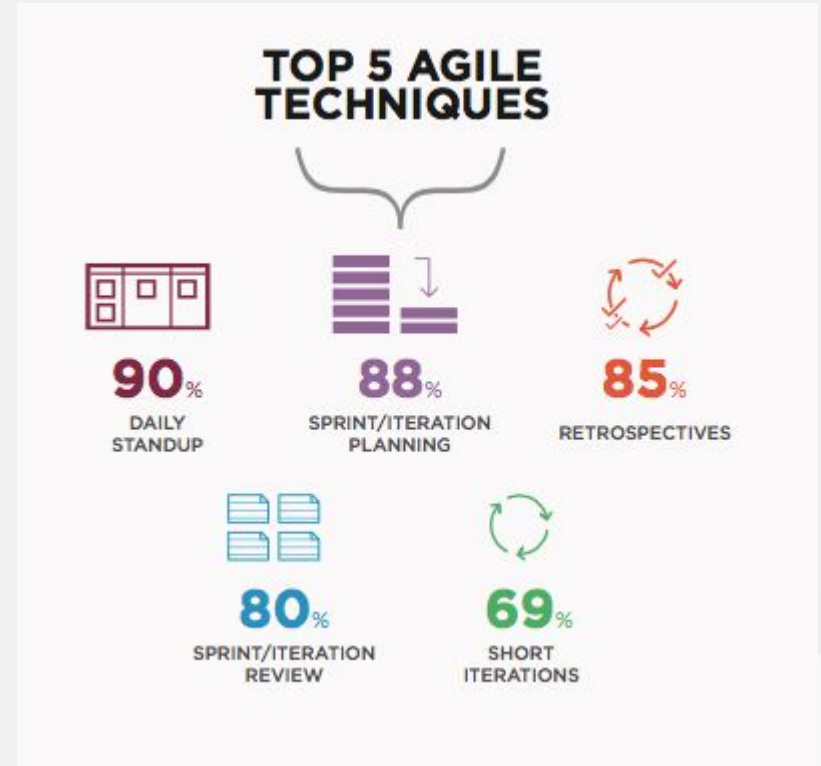 TOP 5 AGILE
TECHNIQUES
90%
DAILY
STANDUP
88%
SPRINT/ITERATION
PLANNING
85%
RETROSPECTIVES
80%
SPRINT/ITERATION
REVIEW
69%
SHORT
ITERATIONS